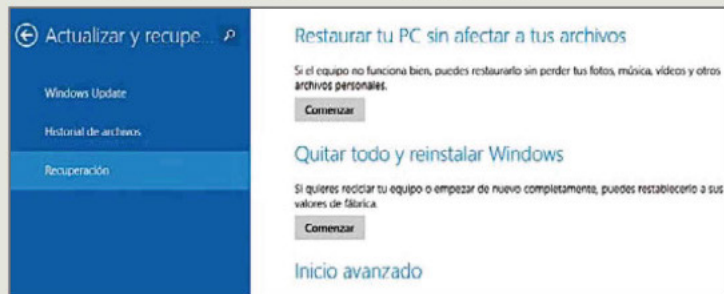 Actualizar y recupe...
Windows Update
Historial de archivos
Recuperación
Restaurar tu PC sin afectar a tus archivos
Si el equipo no funciona bien, puedes restaurarlo sin perder tus fotos, música, vídeos y otros
archivos personales.
Comenzar
Quitar todo y reinstalar Windows
Si quieres reciclar tu equipo o empezar de nuevo completamente, puedes restablecerlo a sus
valores de fábrica.
Comenzar
Inicio avanzado